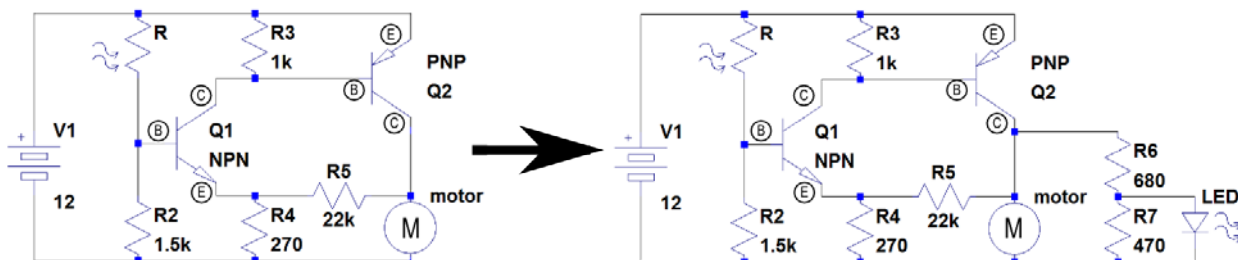 R
R3
1k
E
PNP
Q2
B
C
C
B
Q1
NPN
E
V1
+
12
R2
1.5k
R4
270
R5
22k
motor
M
R
R3
1k
E
PNP
Q2
B
C
C
B
Q1
NPN
E
V1
+
12
R2
1.5k
R4
270
R5
22k
motor
M
R6
680
R7
470
LED